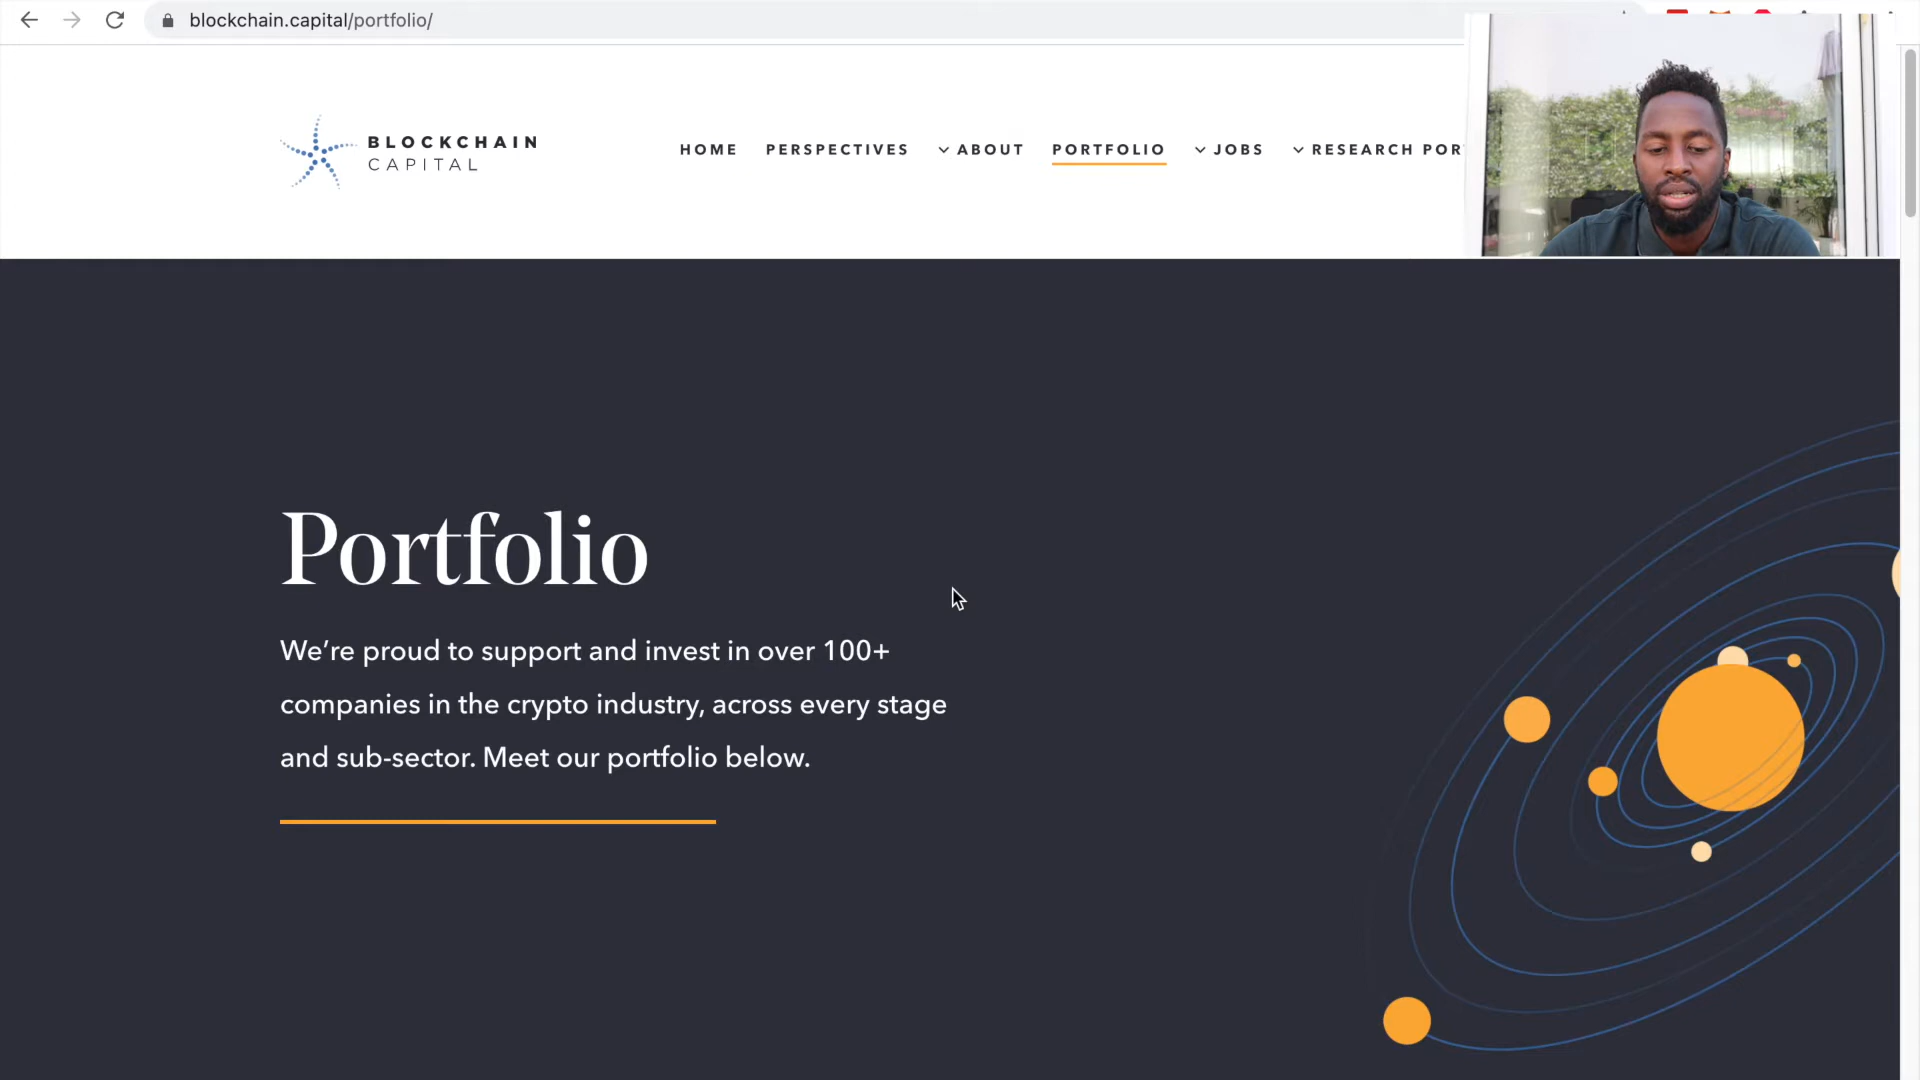 blockchain.capital/portfolio/
BLOCKCHAIN
CAPITAL
HOME PERSPECTIVES ABOUT PORTFOLIO JOBS RESEARCH POR
Portfolio
We’re proud to support and invest in over 100+
companies in the crypto industry, across every stage
and sub-sector. Meet our portfolio below.